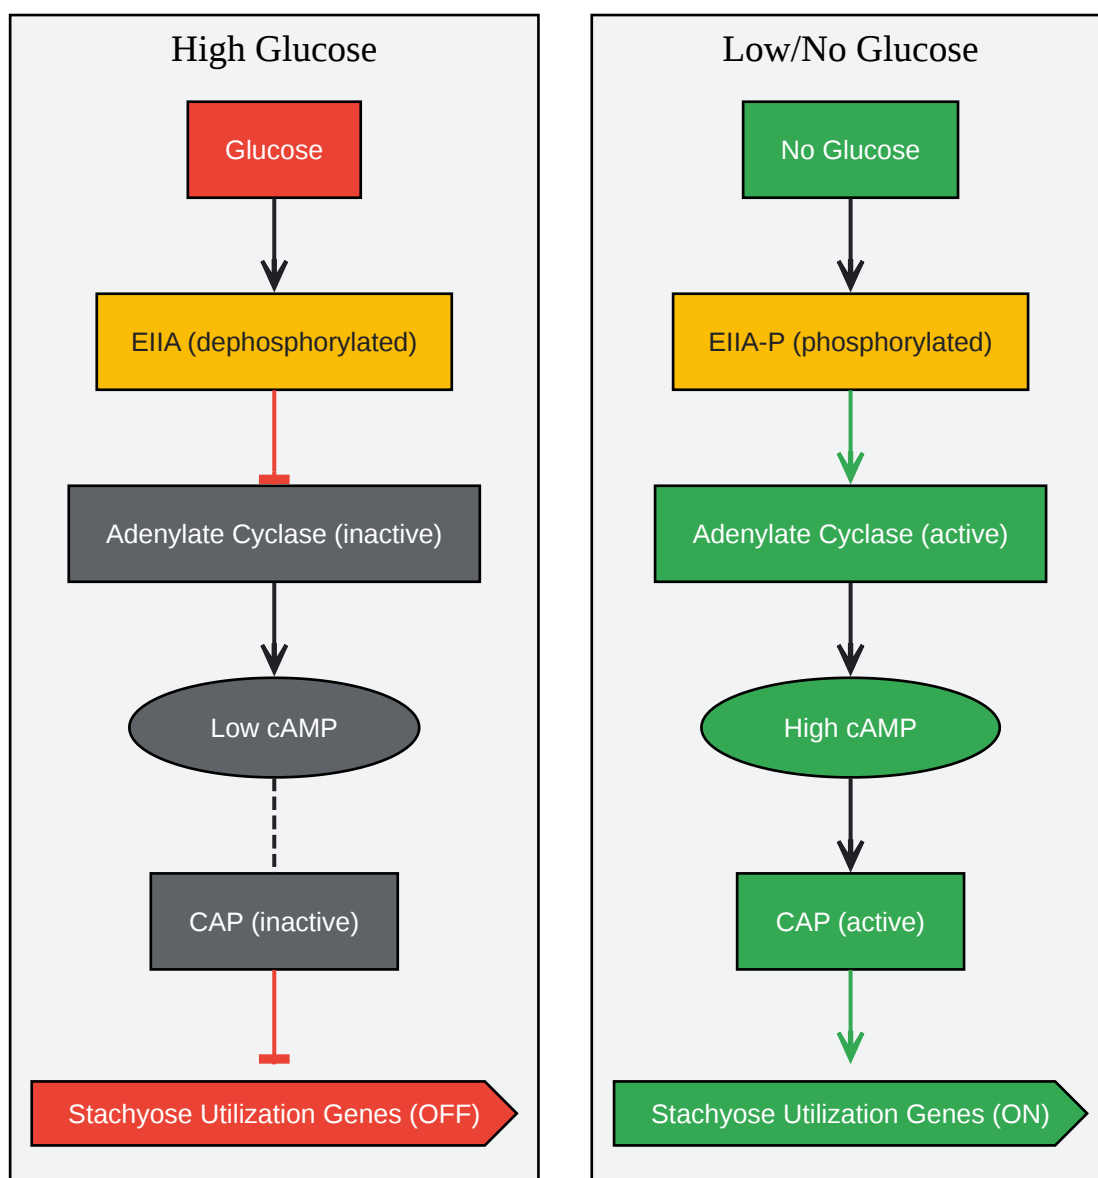 High Glucose
Glucose
EIIA (dephosphorylated)
Adenylate Cyclase (inactive)
Low cAMP
CAP (inactive)
Stachyose Utilization Genes (OFF)
Low/No Glucose
No Glucose
EIIA-P (phosphorylated)
Adenylate Cyclase (active)
High cAMP
CAP (active)
Stachyose Utilization Genes (ON)